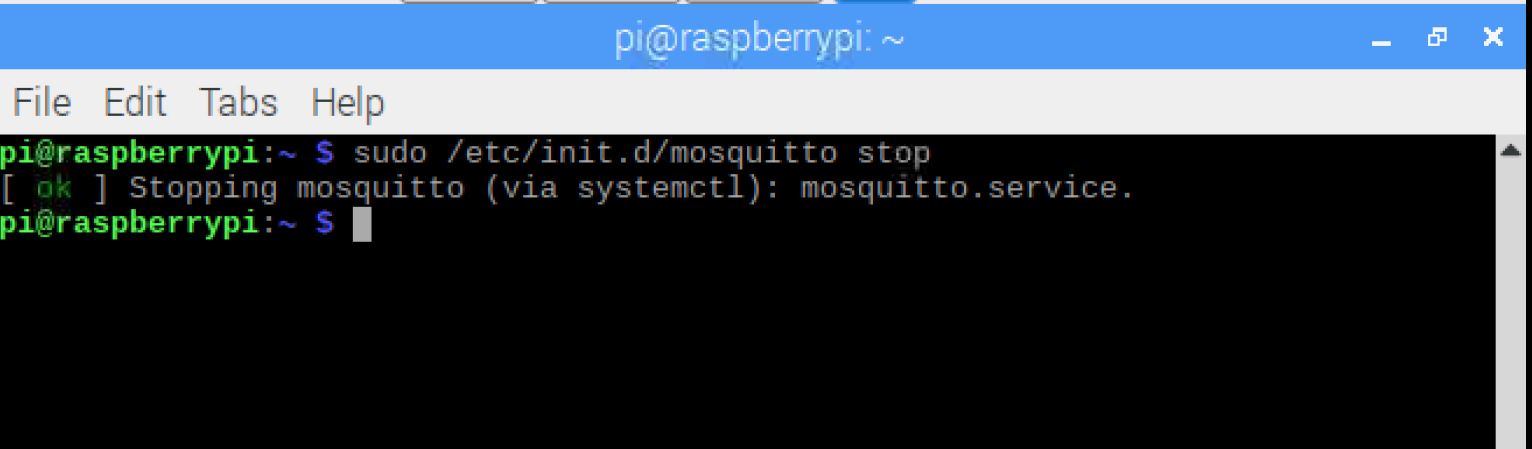 pi@raspberrypi: ~
File Edit Tabs Help
pi@raspberrypi:~ $ sudo /etc/init.d/mosquitto stop
[ ok ] Stopping mosquitto (via systemctl): mosquitto.service.
pi@raspberrypi:~ $